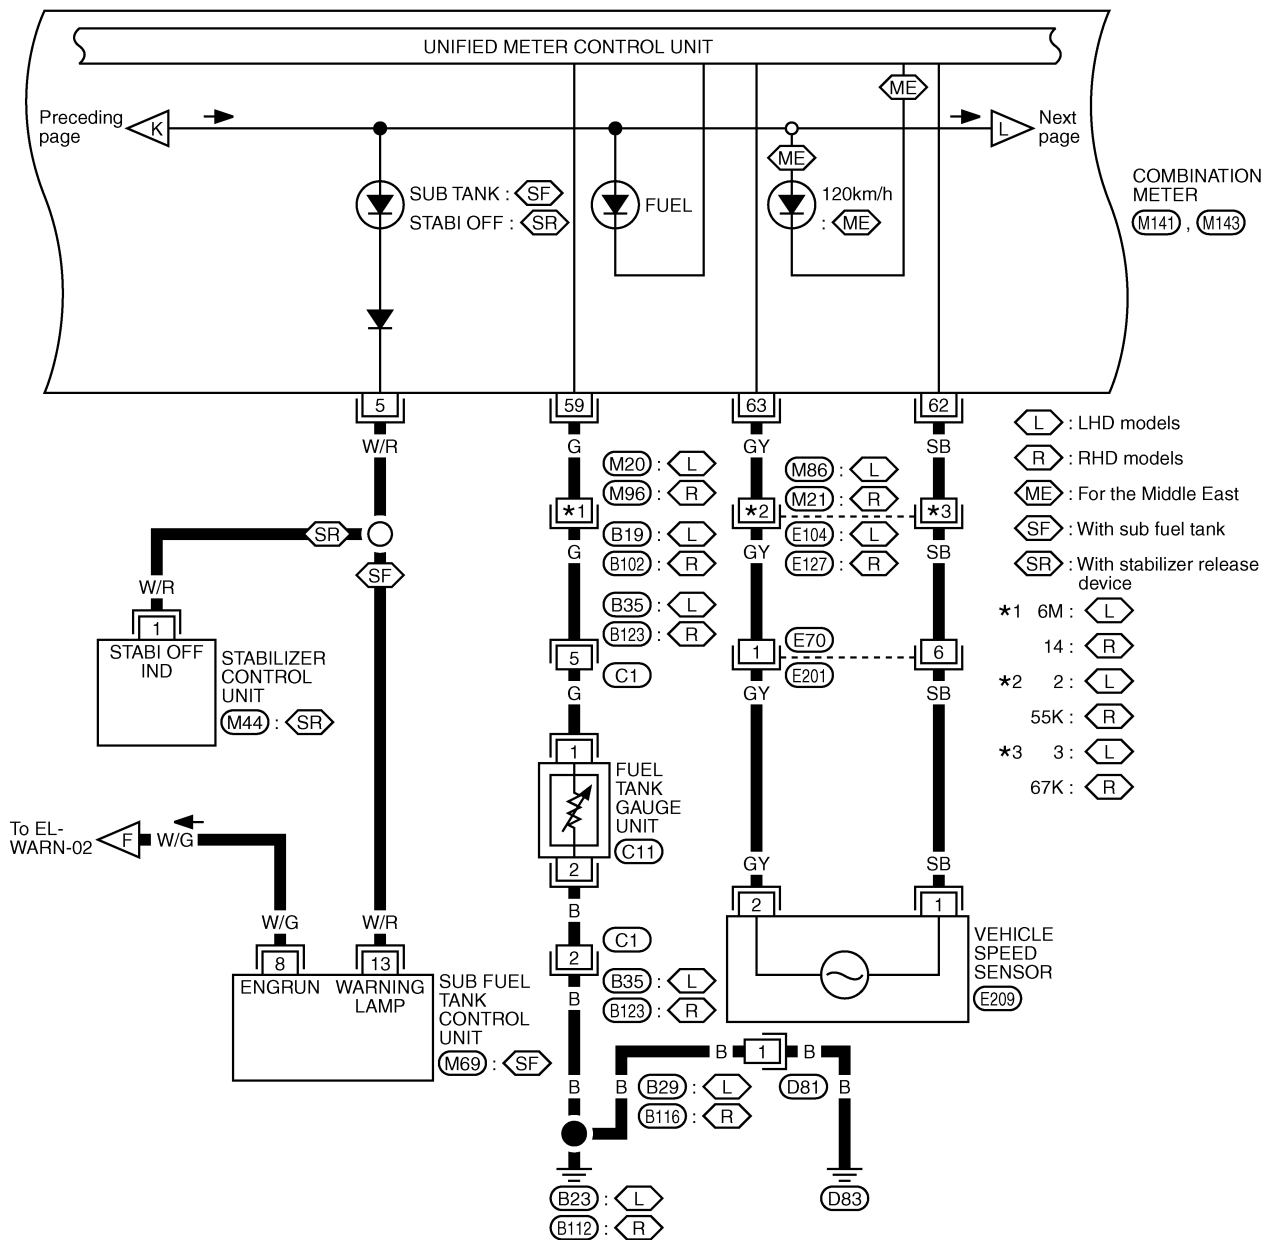 UNIFIED METER CONTROL UNIT
ME
Preceding
page
K
L
Next
page
ME
SUB TANK : SF
STABI OFF : SR
FUEL
120km/h
: ME
COMBINATION
METER
M141 , M143
5
59
63
62
W/R
G
GY
SB
L : LHD models
R : RHD models
ME : For the Middle East
SF : With sub fuel tank
SR : With stabilizer release
device
*1 6M : L
14 : R
*2 2 : L
55K : R
*3 3 : L
67K : R
M20 : L
M96 : R
M86 : L
M21 : R
*1
*2
*3
B19 : L
B102 : R
E104 : L
E127 : R
G
GY
SB
SR
SF
W/R
1
STABI OFF
IND
STABILIZER
CONTROL
UNIT
M44 : SR
B35 : L
B123 : R
5
C1
G
1
E70
E201
6
GY
SB
1
FUEL
TANK
GAUGE
UNIT
C11
2
To EL-
WARN-02
F
W/G
GY
SB
2
1
VEHICLE
SPEED
SENSOR
E209
W/G
W/R
8
13
ENGRUN
WARNING
LAMP
SUB FUEL
TANK
CONTROL
UNIT
M69 : SF
B
C1
2
B35 : L
B123 : R
B
B
B
B
1
B
B
B29 : L
B116 : R
D81
B23 : L
B112 : R
D83